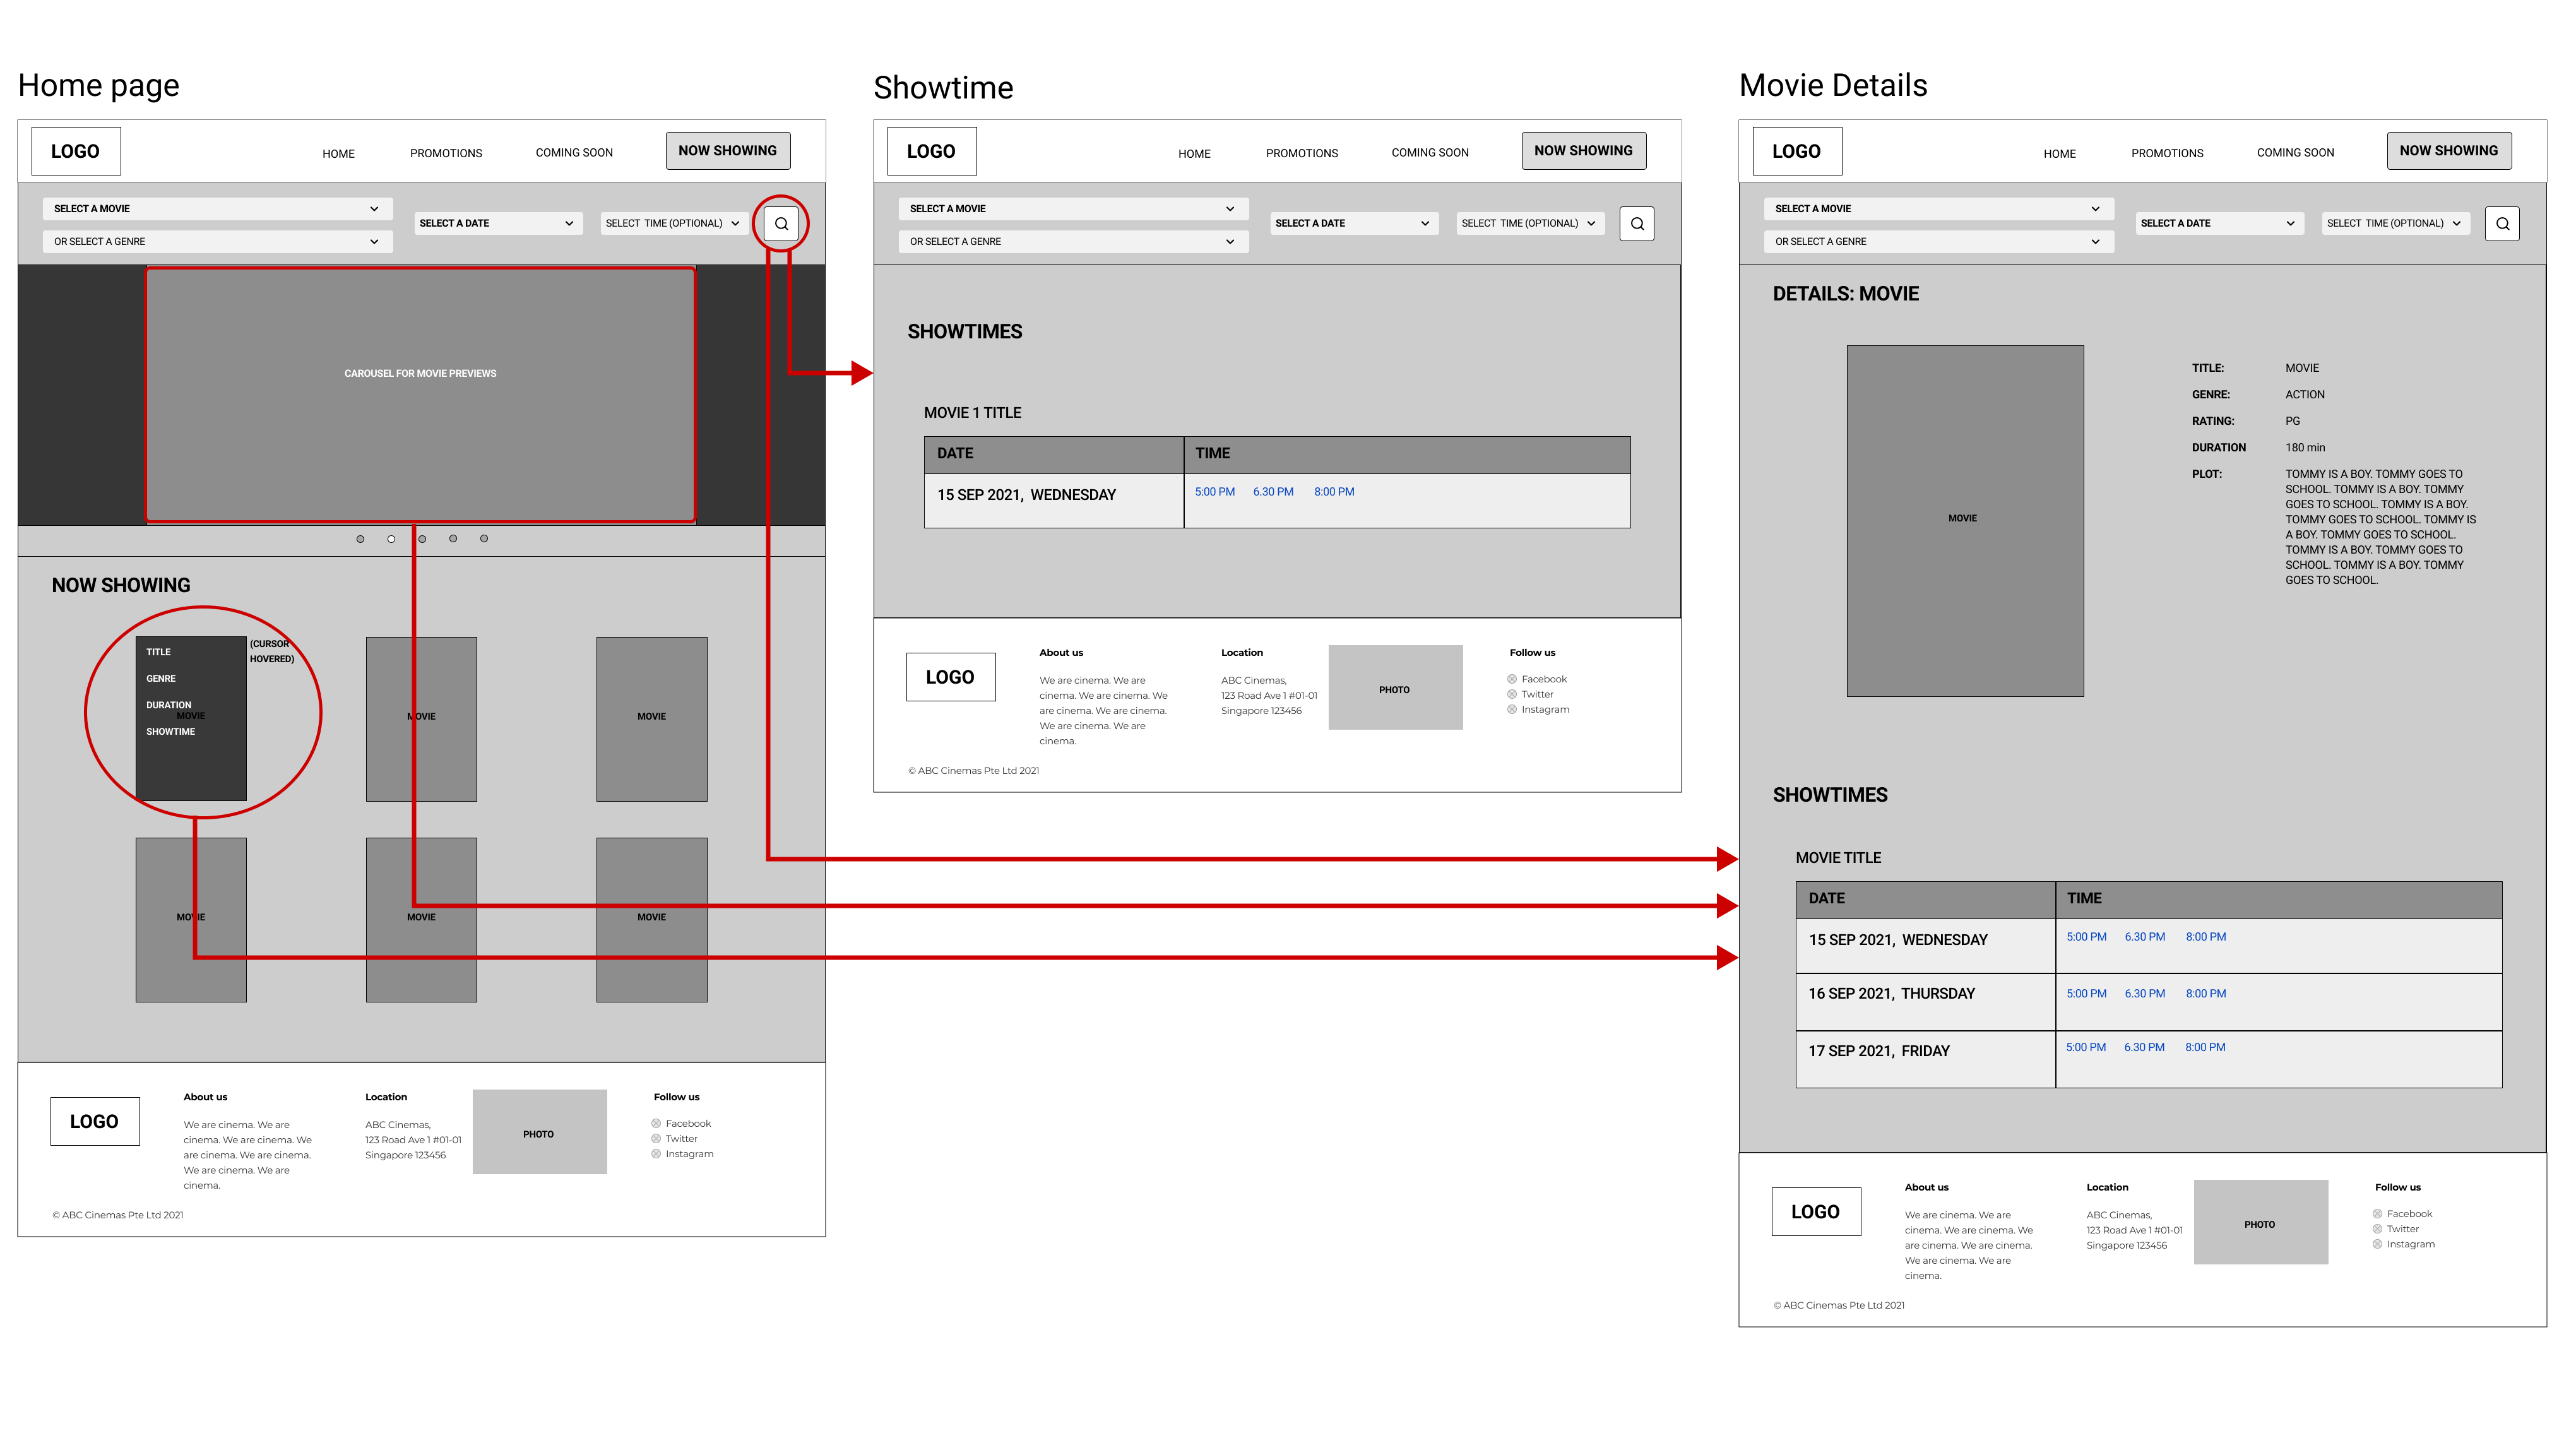 Home page
LOGO
HOME
PROMOTIONS
COMING SOON
NOW SHOWING
SELECT A MOVIE
OR SELECT A GENRE
SELECT A DATE
SELECT TIME (OPTIONAL)
CAROUSEL FOR MOVIE PREVIEWS
NOW SHOWING
TITLE
GENRE
DURATION
MOVIE
SHOWTIME
(CURSOR
HOVERED)
MOVIE
MOVIE
MOVIE
MOVIE
MOVIE
LOGO
About us
We are cinema. We are
cinema. We are cinema. We
are cinema. We are cinema.
We are cinema. We are
cinema.
Location
ABC Cinemas,
123 Road Ave 1 #01-01
Singapore 123456
PHOTO
Follow us
Facebook
Twitter
Instagram
© ABC Cinemas Pte Ltd 2021
Showtime
LOGO
HOME
PROMOTIONS
COMING SOON
NOW SHOWING
SELECT A MOVIE
OR SELECT A GENRE
SELECT A DATE
SELECT TIME (OPTIONAL)
SHOWTIMES
MOVIE 1 TITLE
DATE
TIME
15 SEP 2021, WEDNESDAY
5:00 PM 6.30 PM 8:00 PM
LOGO
About us
We are cinema. We are
cinema. We are cinema. We
are cinema. We are cinema.
We are cinema. We are
cinema.
Location
ABC Cinemas,
123 Road Ave 1 #01-01
Singapore 123456
PHOTO
Follow us
Facebook
Twitter
Instagram
© ABC Cinemas Pte Ltd 2021
Movie Details
LOGO
HOME
PROMOTIONS
COMING SOON
NOW SHOWING
SELECT A MOVIE
OR SELECT A GENRE
SELECT A DATE
SELECT TIME (OPTIONAL)
DETAILS: MOVIE
MOVIE
TITLE: MOVIE
GENRE: ACTION
RATING: PG
DURATION 180 min
PLOT: TOMMY IS A BOY. TOMMY GOES TO
SCHOOL. TOMMY IS A BOY. TOMMY
GOES TO SCHOOL. TOMMY IS A BOY.
TOMMY GOES TO SCHOOL. TOMMY IS
A BOY. TOMMY GOES TO SCHOOL.
TOMMY IS A BOY. TOMMY GOES TO
SCHOOL. TOMMY IS A BOY. TOMMY
GOES TO SCHOOL.
SHOWTIMES
MOVIE TITLE
DATE
TIME
15 SEP 2021, WEDNESDAY
5:00 PM 6.30 PM 8:00 PM
16 SEP 2021, THURSDAY
5:00 PM 6.30 PM 8:00 PM
17 SEP 2021, FRIDAY
5:00 PM 6.30 PM 8:00 PM
LOGO
About us
We are cinema. We are
cinema. We are cinema. We
are cinema. We are cinema.
We are cinema. We are
cinema.
Location
ABC Cinemas,
123 Road Ave 1 #01-01
Singapore 123456
PHOTO
Follow us
Facebook
Twitter
Instagram
© ABC Cinemas Pte Ltd 2021